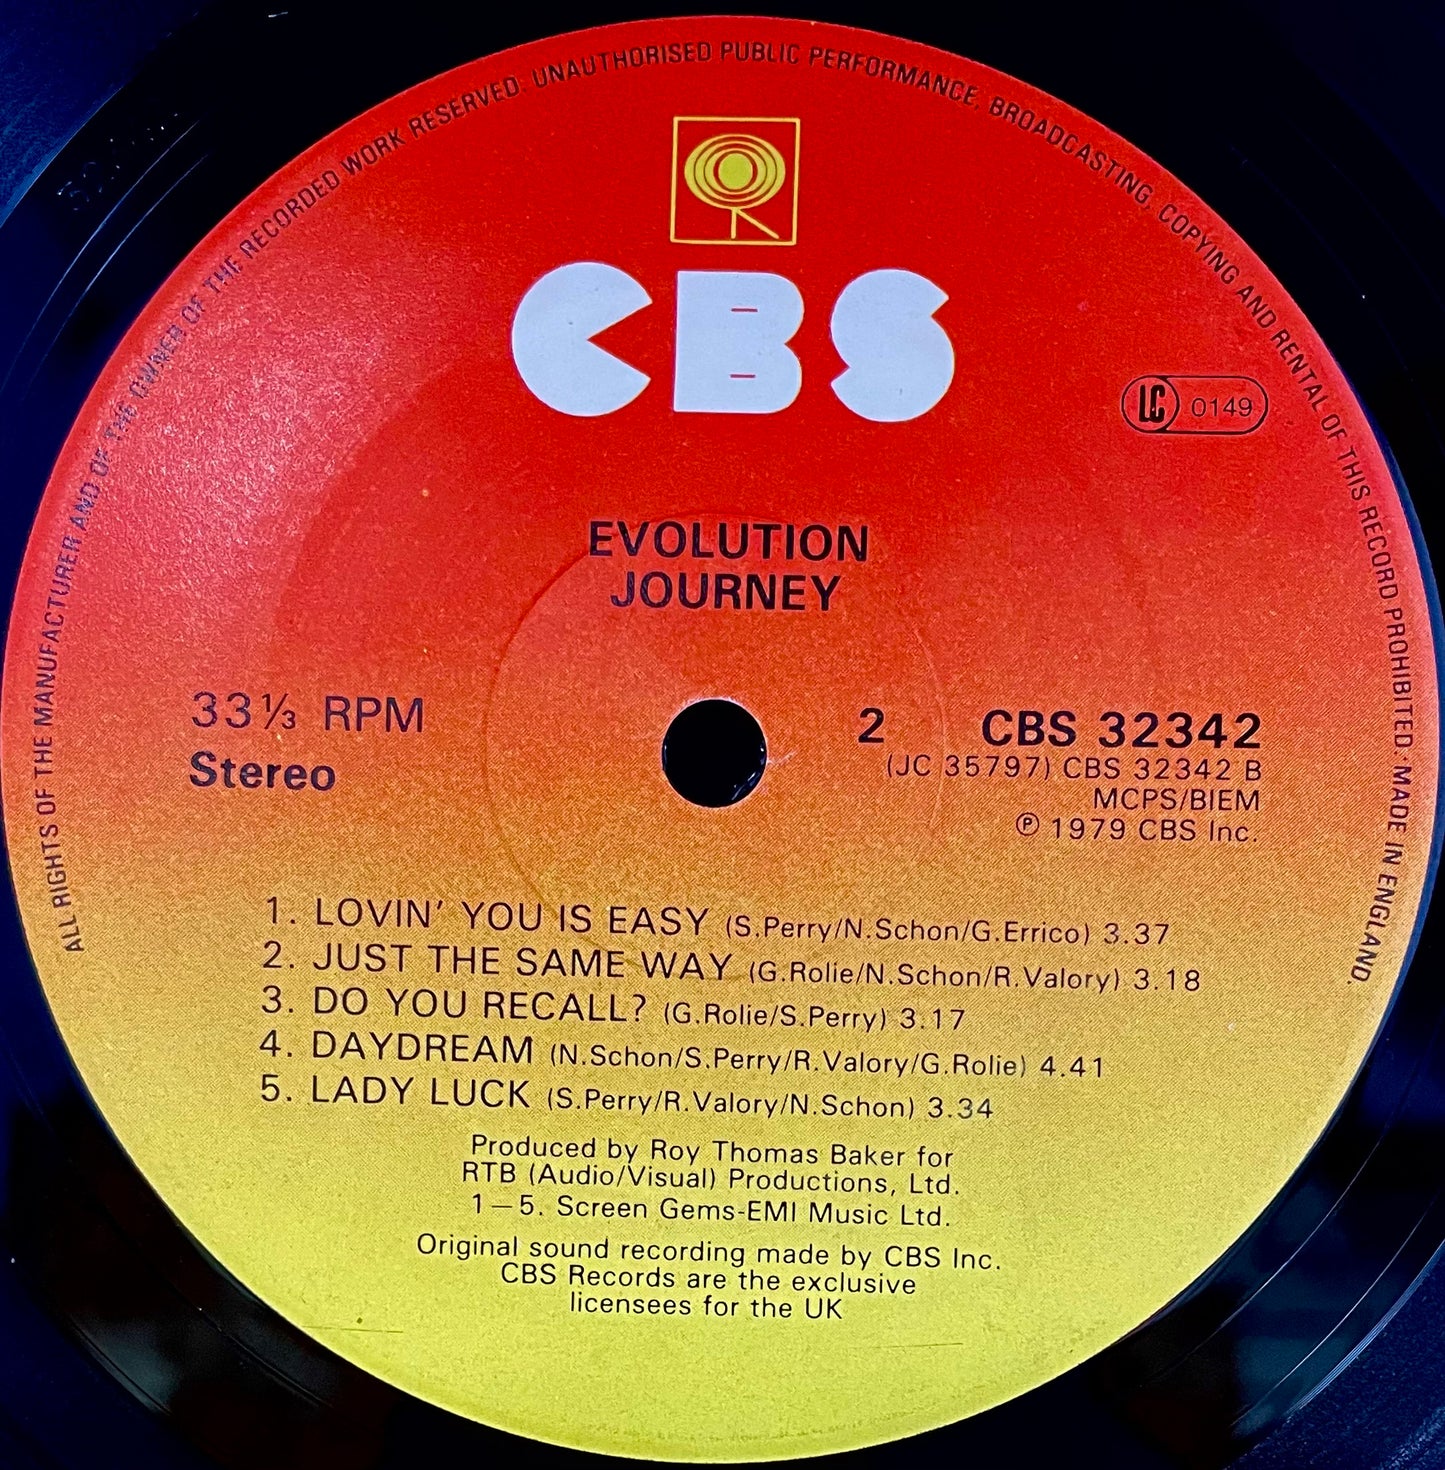 ALL RIGHTS OF THE MANUFACTURER AND OF THE OWNER OF THE RECORDED WORK RESERVED. UNAUTHORISED PUBLIC PERFORMANCE, BROADCASTING, COPYING AND RENTAL OF THIS RECORD PROHIBITED. MADE IN ENGLAND.
CBS
LC 0149
EVOLUTION
JOURNEY
33⅓ RPM
Stereo
2 CBS 32342
(JC 35797) CBS 32342 B
MCPS/BIEM
℗ 1979 CBS Inc.
1. LOVIN' YOU IS EASY (S.Perry/N.Schon/G.Errico) 3.37
2. JUST THE SAME WAY (G.Rolie/N.Schon/R.Valory) 3.18
3. DO YOU RECALL? (G.Rolie/S.Perry) 3.17
4. DAYDREAM (N.Schon/S.Perry/R.Valory/G.Rolie) 4.41
5. LADY LUCK (S.Perry/R.Valory/N.Schon) 3.34
Produced by Roy Thomas Baker for
RTB (Audio/Visual) Productions, Ltd.
1—5. Screen Gems-EMI Music Ltd.
Original sound recording made by CBS Inc.
CBS Records are the exclusive
licensees for the UK